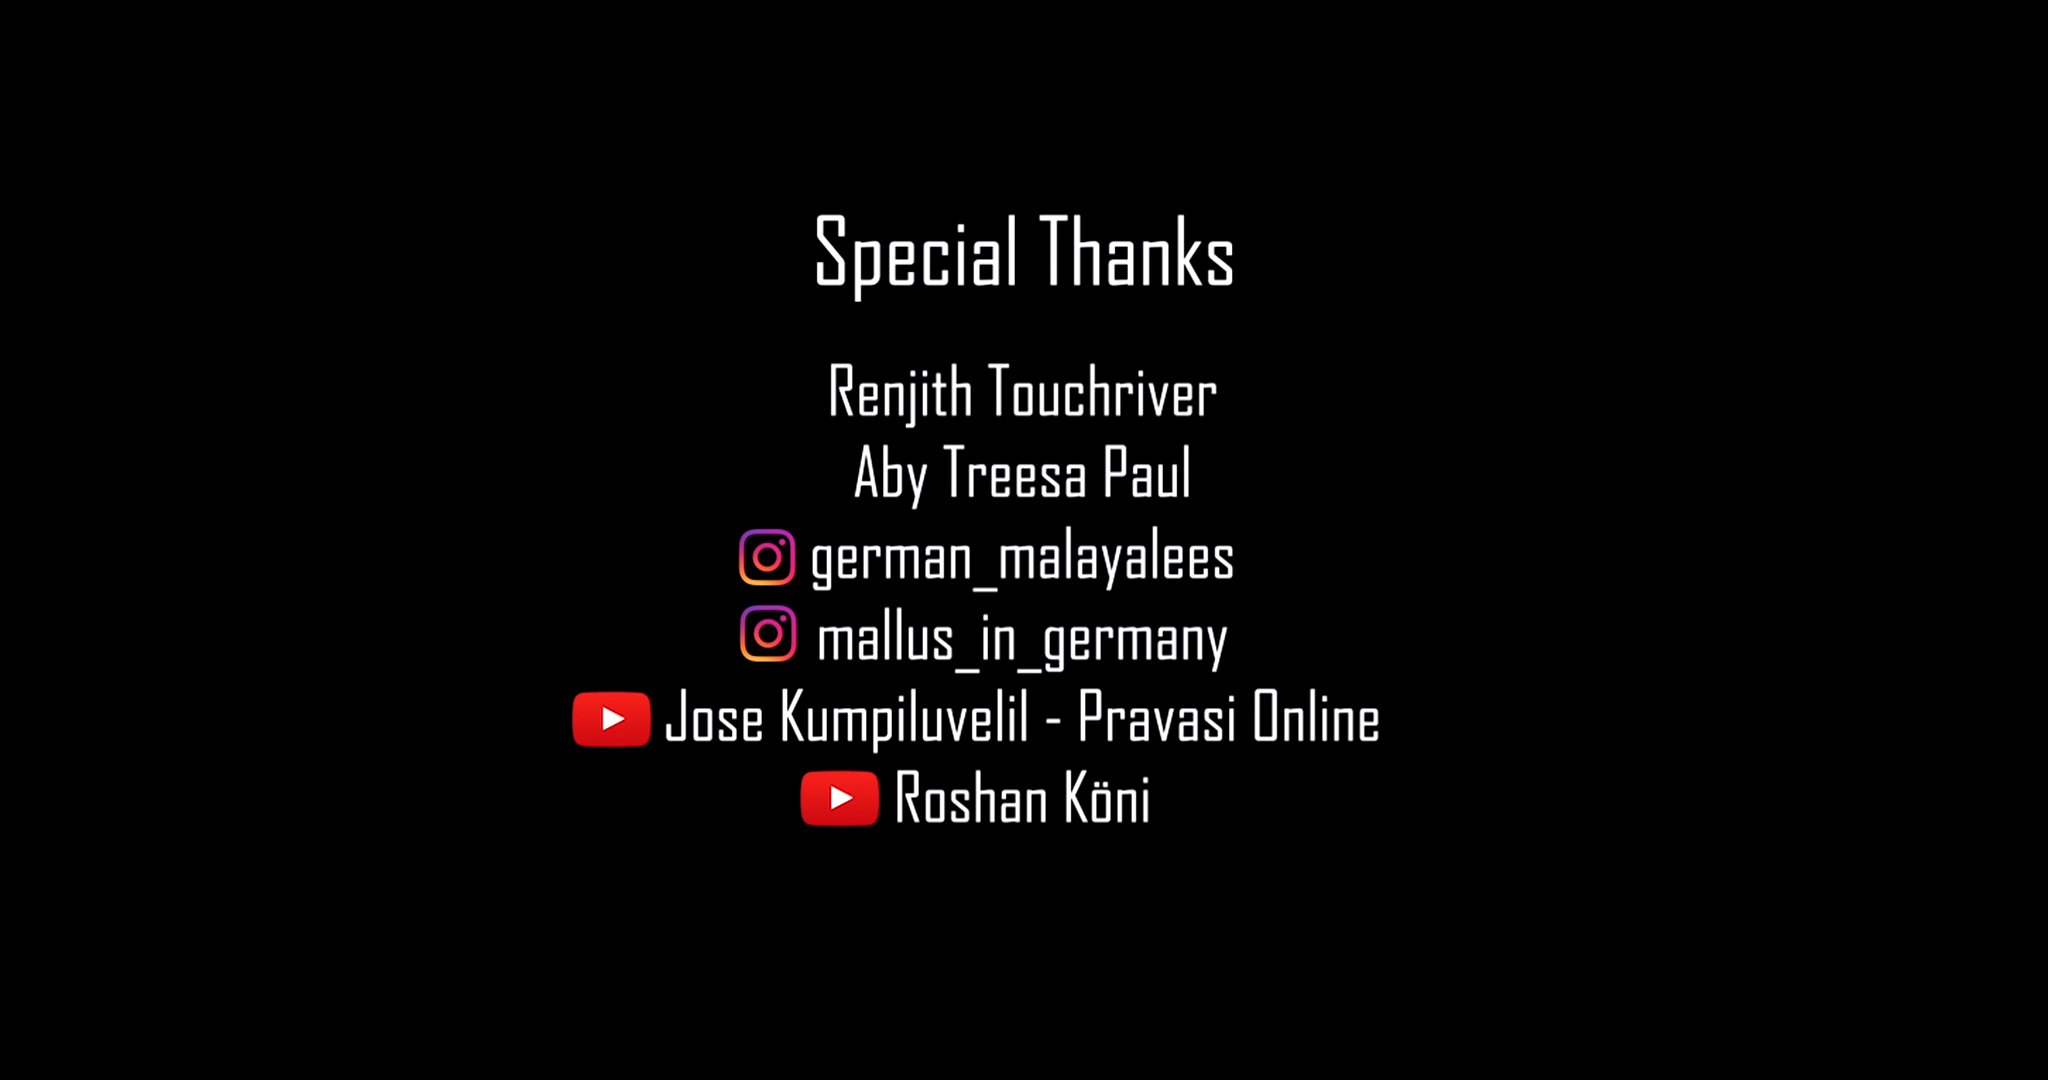 Special Thanks
Renjith Touchriver
Aby Treesa Paul
german_malayalees
mallus_in_germany
Jose Kumpiluvelil - Pravasi Online
Roshan Köni